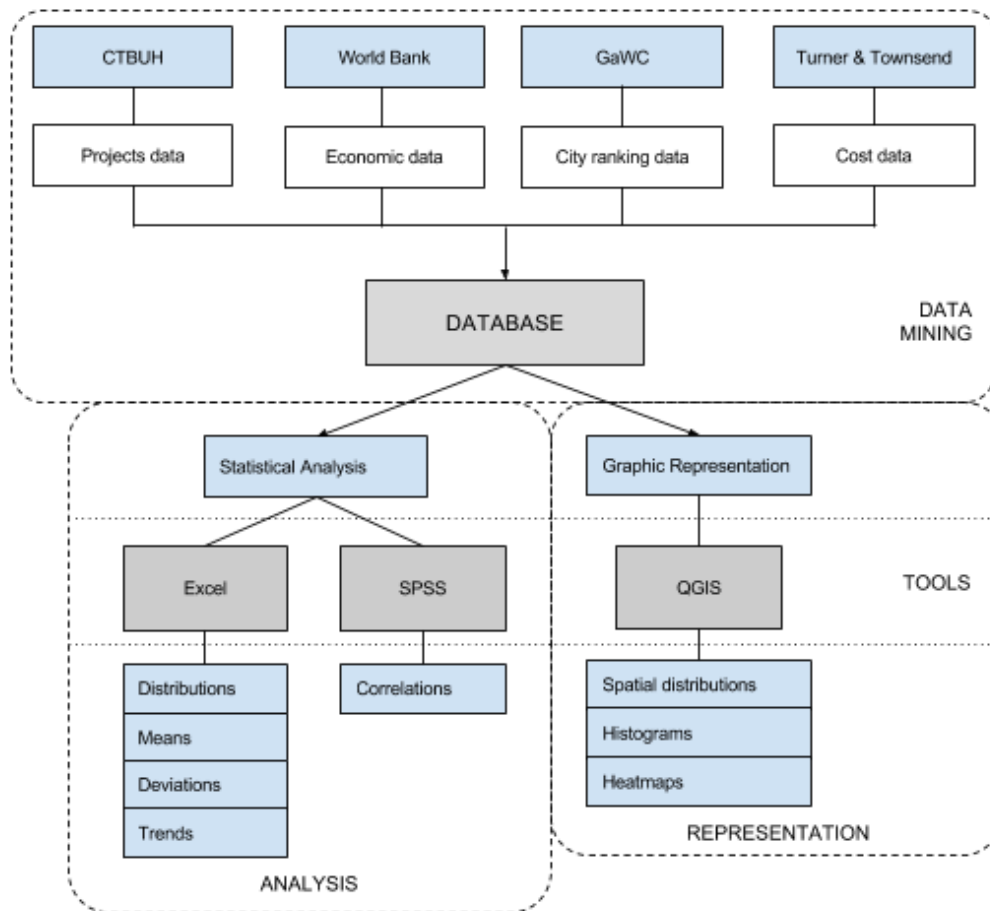 CTBUH
World Bank
GaWC
Turner & Townsend
Projects data
Economic data
City ranking data
Cost data
DATABASE
DATA
MINING
Statistical Analysis
Graphic Representation
Excel
SPSS
QGIS
TOOLS
Distributions
Means
Deviations
Trends
Correlations
Spatial distributions
Histograms
Heatmaps
REPRESENTATION
ANALYSIS